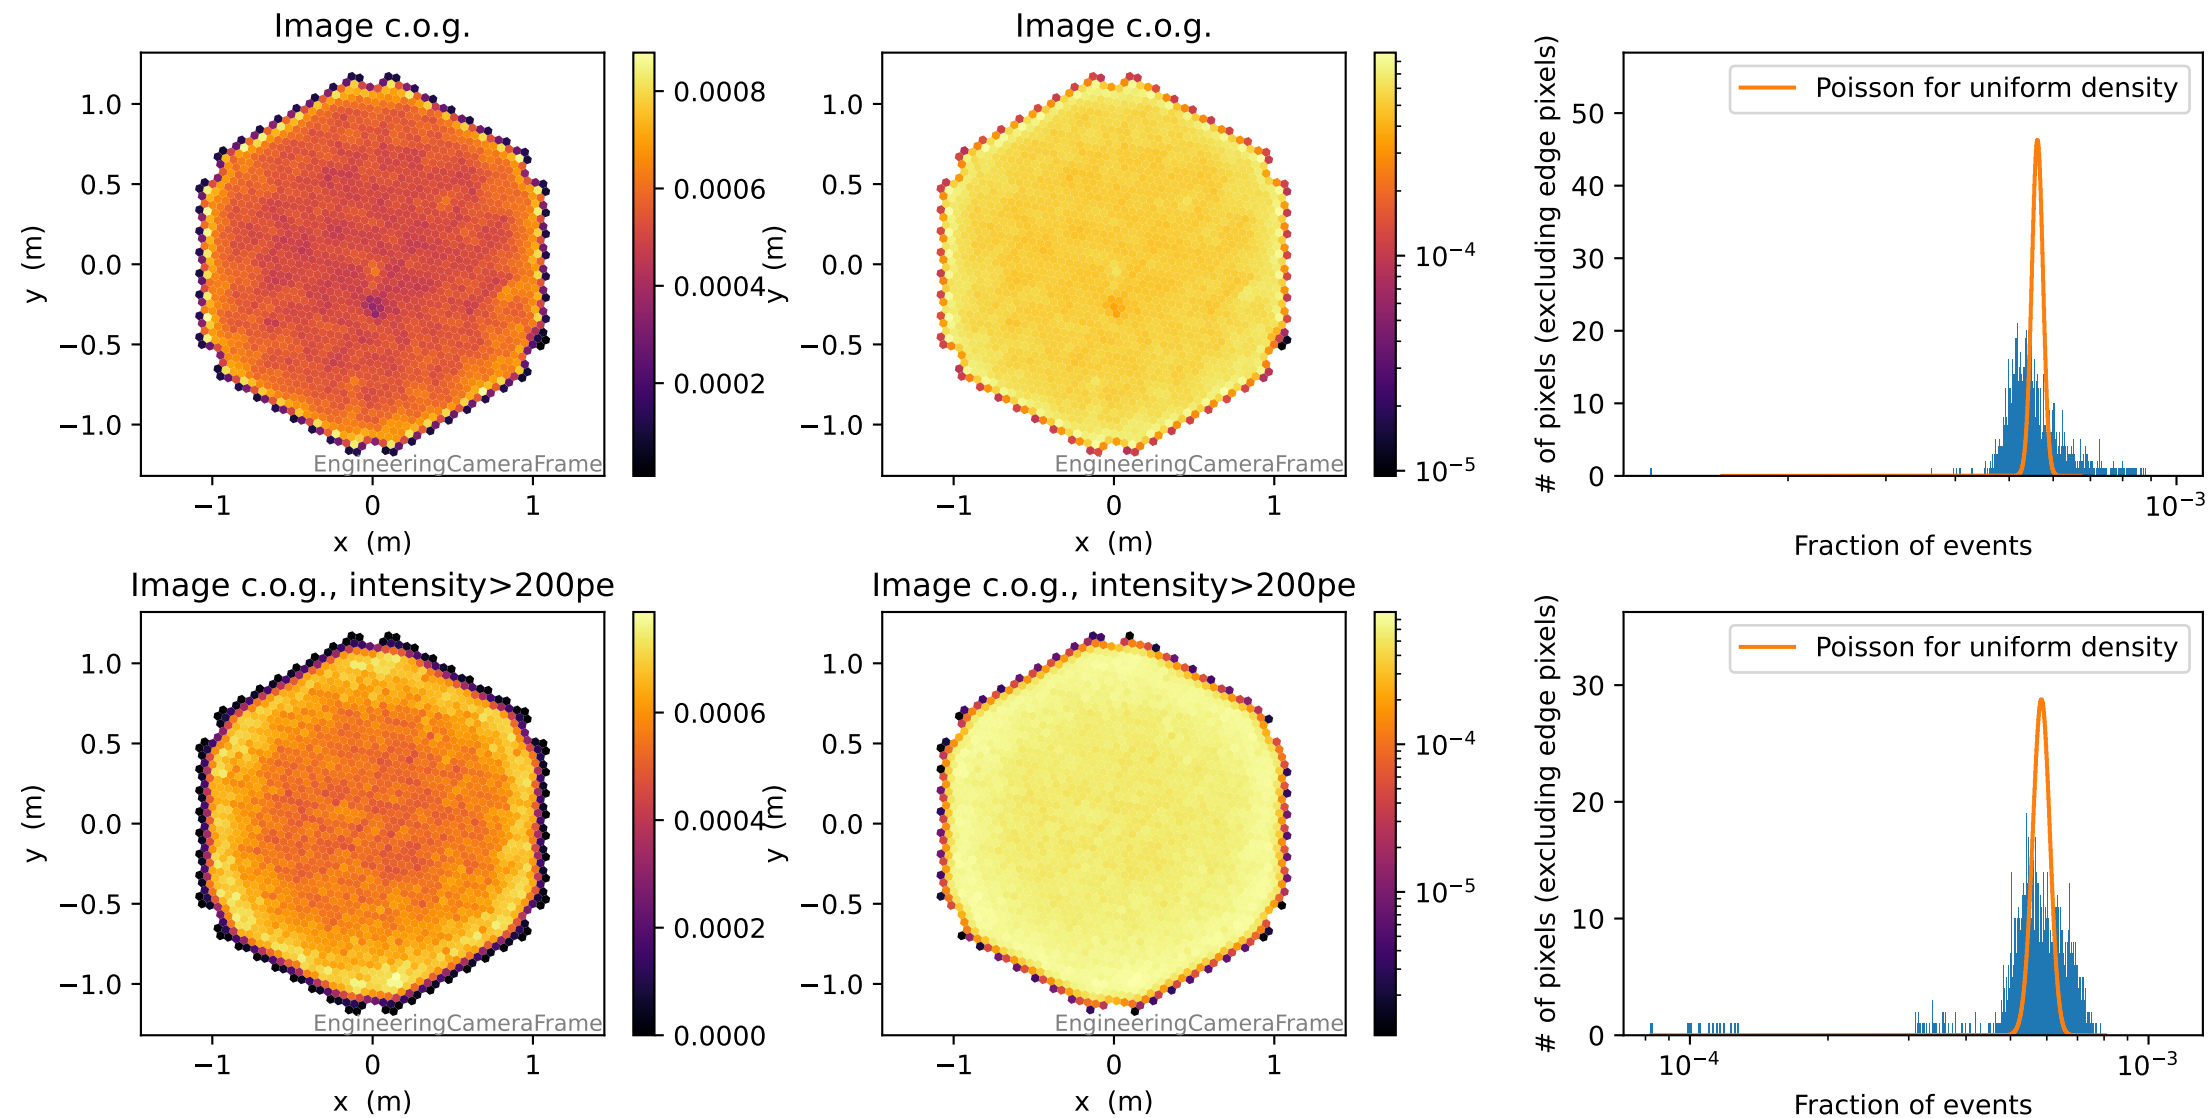 Image c.o.g.
1.0
0.5
0.0
−0.5
−1.0
y (m)
−1
0
1
x (m)
EngineeringCameraFrame
0.0008
0.0006
0.0004
0.0002
Image c.o.g.
1.0
0.5
0.0
−0.5
−1.0
y (m)
−1
0
1
x (m)
EngineeringCameraFrame
10⁻⁴
10⁻⁵
# of pixels (excluding edge pixels)
50
40
30
20
10
0
Poisson for uniform density
10⁻³
Fraction of events
Image c.o.g., intensity>200pe
1.0
0.5
0.0
−0.5
−1.0
y (m)
−1
0
1
x (m)
EngineeringCameraFrame
0.0006
0.0004
0.0002
0.0000
Image c.o.g., intensity>200pe
1.0
0.5
0.0
−0.5
−1.0
y (m)
−1
0
1
x (m)
EngineeringCameraFrame
10⁻⁴
10⁻⁵
# of pixels (excluding edge pixels)
30
20
10
0
Poisson for uniform density
10⁻⁴
10⁻³
Fraction of events